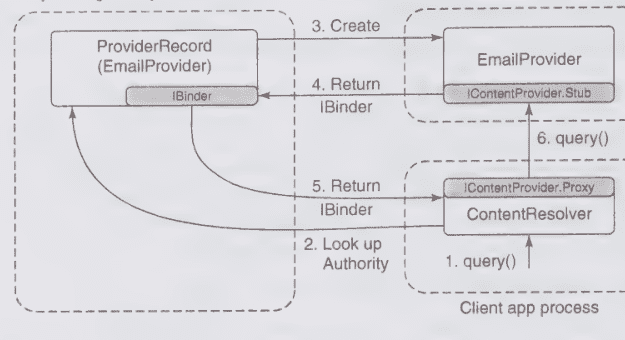 3. Create
ProviderRecord
(EmailProvider)
EmailProvider
IBinder
4. Return
IBinder
IContentProvider.Stub
6. query()
5. Return
IBinder
IContentProvider.Proxy
ContentResolver
2. Look up
Authority
1. query()
Client app process